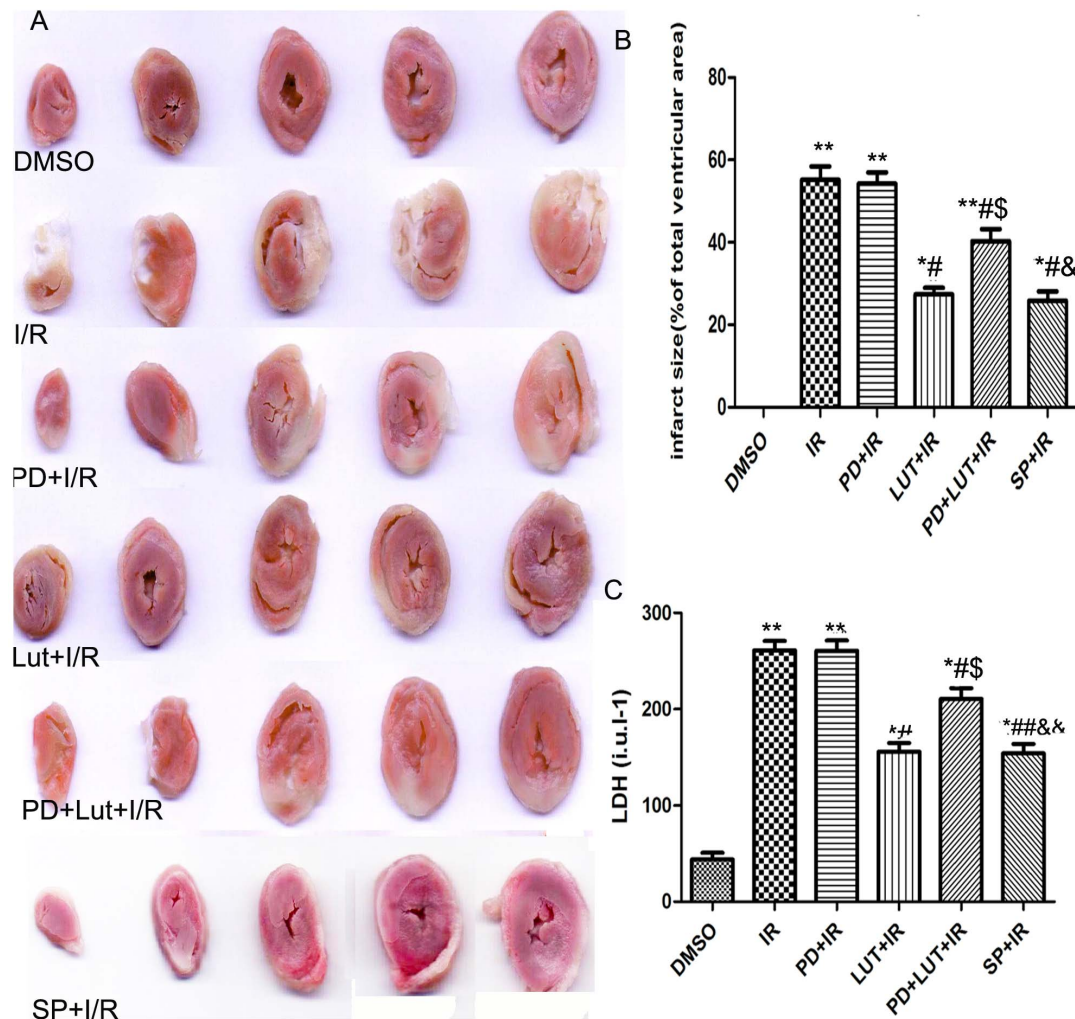 A
DMSO
I/R
PD+I/R
Lut+I/R
PD+Lut+I/R
SP+I/R
B
infarct size(%of total ventricular area)
80
60
40
20
0
**
**
*#
**#$
*#&
DMSO
IR
PD+IR
LUT+IR
PD+LUT+IR
SP+IR
C
LDH (i.u.l-1)
300
200
100
0
**
**
*#
*#$
*##&&
DMSO
IR
PD+IR
LUT+IR
PD+LUT+IR
SP+IR